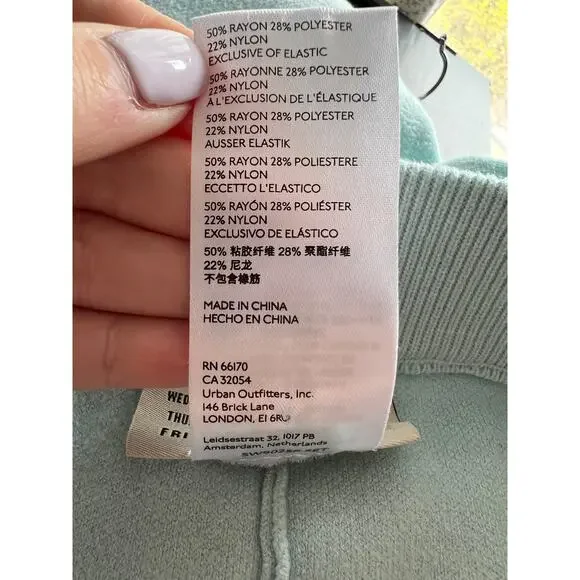 50% RAYON 28% POLYESTER
22% NYLON
EXCLUSIVE OF ELASTIC
50% RAYONNE 28% POLYESTER
22% NYLON
À L'EXCLUSION DE L'ÉLASTIQUE
50% RAYON 28% POLYESTER
22% NYLON
AUSSER ELASTIK
50% RAYON 28% POLIESTERE
22% NYLON
ECCETTO L'ELASTICO
50% RAYÓN 28% POLIÉSTER
22% NYLON
EXCLUSIVO DE ELÁSTICO
50% 粘胶纤维 28% 聚酯纤维
22% 尼龙
不包含橡筋
MADE IN CHINA
HECHO EN CHINA
RN 66170
CA 32054
Urban Outfitters, Inc.
146 Brick Lane
LONDON, E1 6RU
Leidsestraat 32, 1017 PB
Amsterdam, Netherlands
WED
THU
FRI